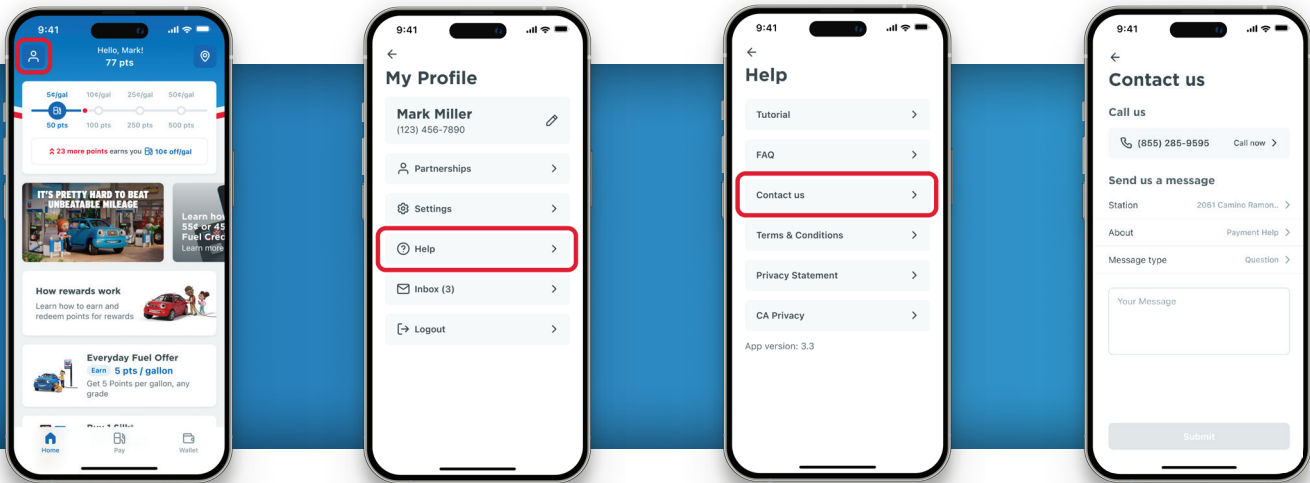 9:41
Hello, Mark!
77 pts
5¢/gal 10¢/gal 25¢/gal 50¢/gal
50 pts 100 pts 250 pts 500 pts
23 more points earns you 10¢ off/gal
IT'S PRETTY HARD TO BEAT
UNBEATABLE MILEAGE
Learn how
55¢ or 45
Fuel Cred
Learn more
How rewards work
Learn how to earn and
redeem points for rewards
Everyday Fuel Offer
Earn 5 pts / gallon
Get 5 Points per gallon, any
grade
Home Pay Wallet
9:41
My Profile
Mark Miller
(123) 456-7890
Partnerships
Settings
Help
Inbox (3)
Logout
9:41
Help
Tutorial
FAQ
Contact us
Terms & Conditions
Privacy Statement
CA Privacy
App version: 3.3
9:41
Contact us
Call us
(855) 285-9595 Call now
Send us a message
Station 2061 Camino Ramon..
About Payment Help
Message type Question
Your Message
Submit